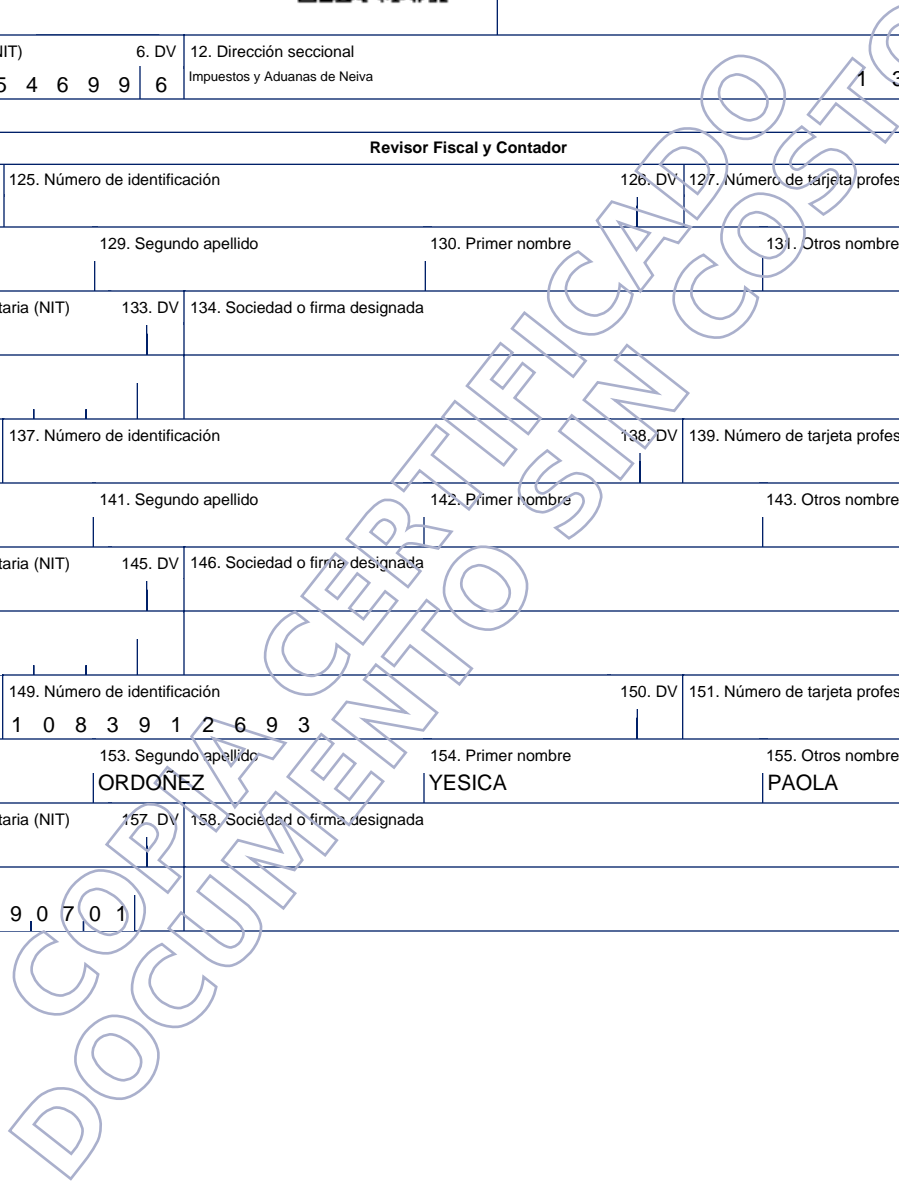 NIT) 6. DV 12. Dirección seccional
5 4 6 9 9 6 Impuestos y Aduanas de Neiva 1 3
Revisor Fiscal y Contador
125. Número de identificación 126. DV 127. Número de tarjeta profes
129. Segundo apellido 130. Primer nombre 131. Otros nombre
taria (NIT) 133. DV 134. Sociedad o firma designada
137. Número de identificación 138. DV 139. Número de tarjeta profes
141. Segundo apellido 142. Primer nombre 143. Otros nombre
taria (NIT) 145. DV 146. Sociedad o firma designada
149. Número de identificación 150. DV 151. Número de tarjeta profes
1 0 8 3 9 1 2 6 9 3
153. Segundo apellido 154. Primer nombre 155. Otros nombre
ORDOÑEZ YESICA PAOLA
taria (NIT) 157. DV 158. Sociedad o firma designada
9 0 7 0 1
COPIA CERTIFICADO
DOCUMENTO SIN COSTO